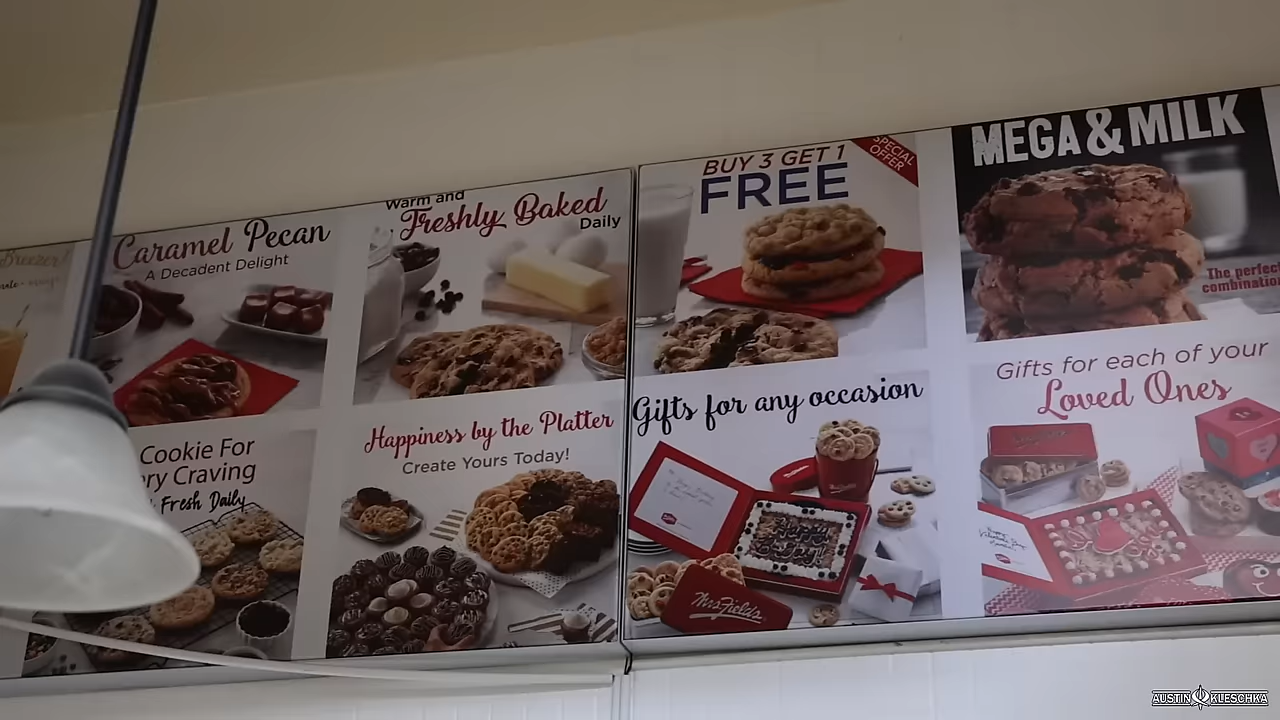 Breezer!
Caramel Pecan
A Decadent Delight
Warm and
Freshly Baked
Daily
BUY 3 GET 1
FREE
SPECIAL
OFFER
MEGA & MILK
The perfect
combination
Cookie For
ry Craving
Fresh Daily
Happiness by the Platter
Create Yours Today!
Gifts for any occasion
Mrs. Fields
Gifts for each of your
Loved Ones
AUSTIN KLESCHKA